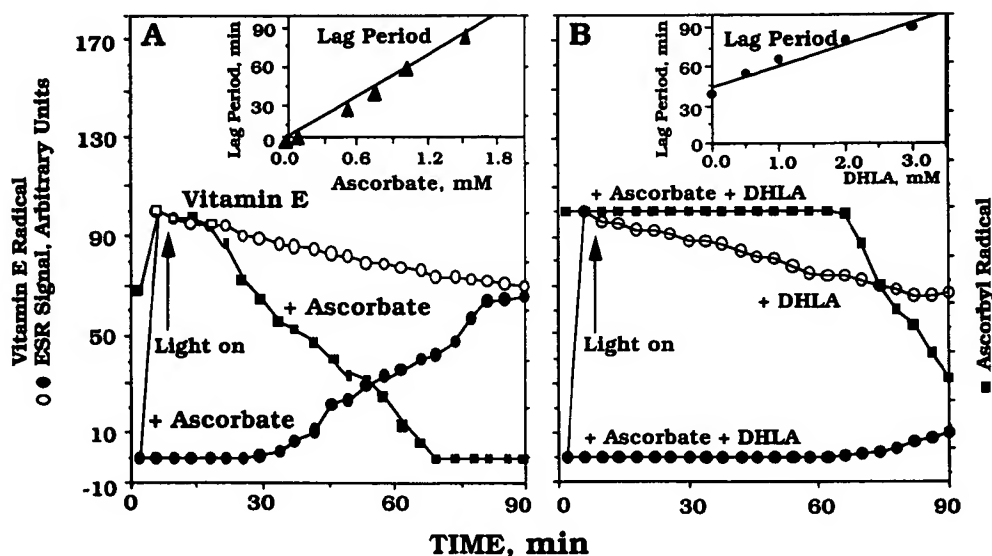 A
Lag Period
Lag Period, min
90
60
30
0
0.0
0.6
1.2
1.8
Ascorbate, mM
B
Lag Period
Lag Period, min
90
60
30
0
0.0
1.0
2.0
3.0
DHLA, mM
170
130
90
50
10
-10
Vitamin E Radical
ESR Signal, Arbitrary Units
Vitamin E
+ Ascorbate
Light on
+ Ascorbate
0
30
60
90
+ Ascorbate + DHLA
+ DHLA
Light on
+ Ascorbate + DHLA
0
30
60
90
Ascorbyl Radical
TIME, min